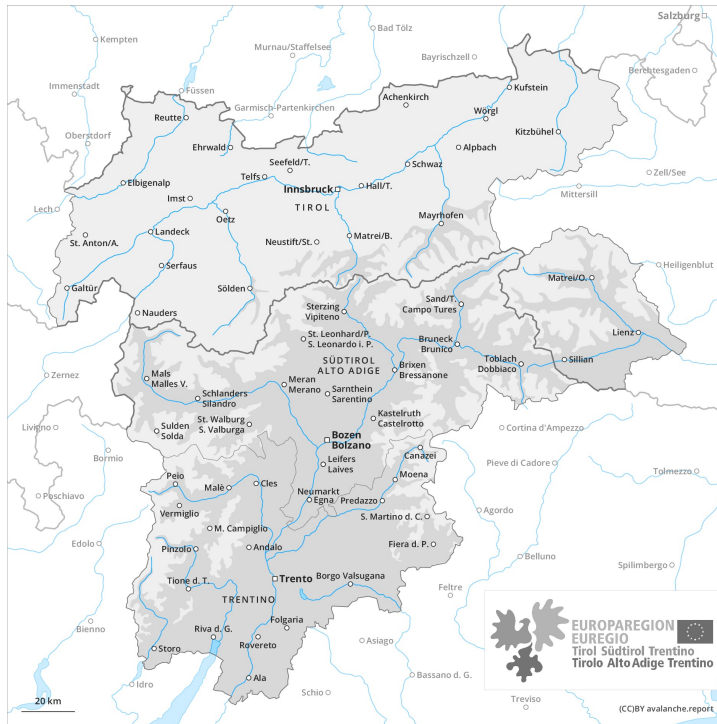 Salzburg
Kempten
Bad Tölz
Murnau/Staffelsee
Bayrischzell
Berchtesgaden
Immenstadt
Füssen
Kufstein
Achenkirch
Garmisch-Partenkirchen
Reutte
Wörgl
Oberstdorf
Kitzbühel
Ehrwald
Alpbach
Seefeld/T.
Schwaz
Zell/See
Telfs
Elbigenalp
Innsbruck
Hall/T.
Mittersill
Imst
TIROL
Lech
Oetz
Mayrhofen
Landeck
St. Anton/A.
Neustift/St.
Matrei/B.
Serfaus
Heiligenblut
Matrei/O.
Galtür
Sölden
Sand/T.
Campo Tures
Nauders
Sterzing
Vipiteno
St. Leonhard/P.
S. Leonardo i. P.
Lienz
Bruneck
Brunico
SÜDTIROL
ALTO ADIGE
Toblach
Dobbiaco
Sillian
Zernez
Mals
Malles V.
Brixen
Bressanone
Meran
Merano
Sarnthein
Sarentino
Schlanders
Silandro
St. Walburg
S. Valburga
Kastelruth
Castelrotto
Livigno
Sulden
Solda
Cortina d'Ampezzo
Bozen
Bolzano
Bormio
Canazei
Leifers
Laives
Pieve di Cadore
Tolmezzo
Peio
Moena
Malè
Cles
Neumarkt
Egna
Predazzo
Poschiavo
Vermiglio
Agordo
S. Martino d. C.
M. Campiglio
Edolo
Pinzolo
Andalo
Fiera d. P.
Belluno
Spilimbergo
Tione d. T.
Trento
Borgo Valsugana
Feltre
TRENTINO
Folgaria
Bienno
Riva d. G.
Rovereto
Asiago
Storo
EUROPAREGION
EUREGIO
Tirol Südtirol Trentino
Tirolo Alto Adige Trentino
Ala
Bassano d. G.
Idro
Schio
Treviso
20 km
(CC)BY avalanche.report